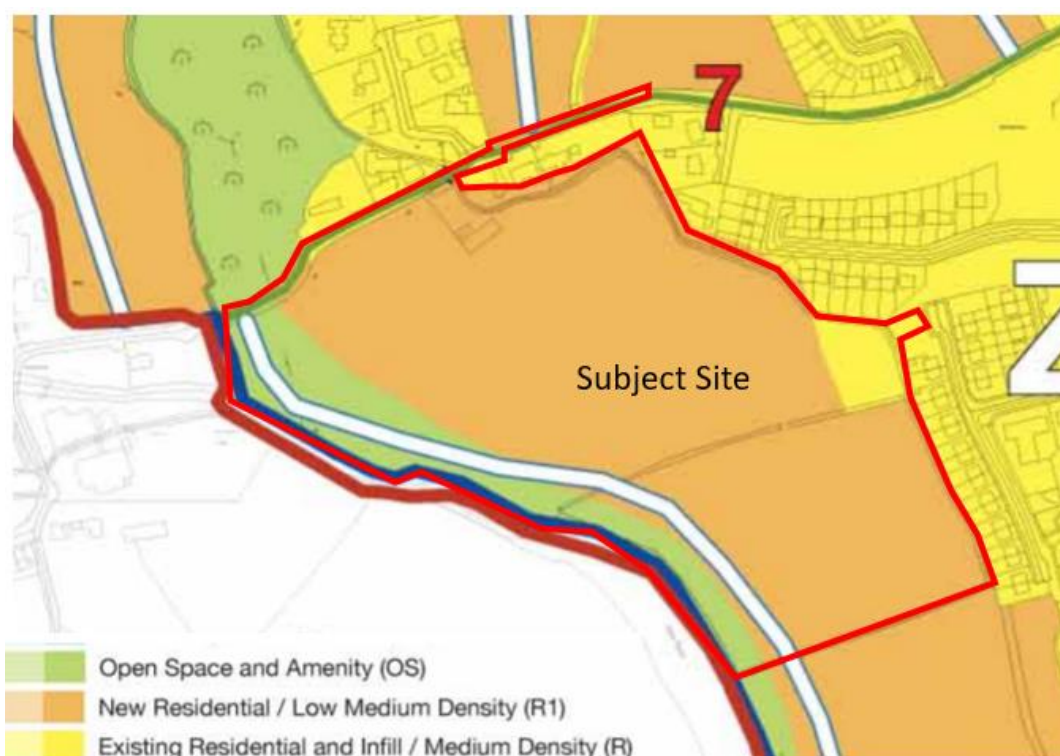 7
Subject Site
Open Space and Amenity (OS)
New Residential / Low Medium Density (R1)
Existing Residential and Infill / Medium Density (R)